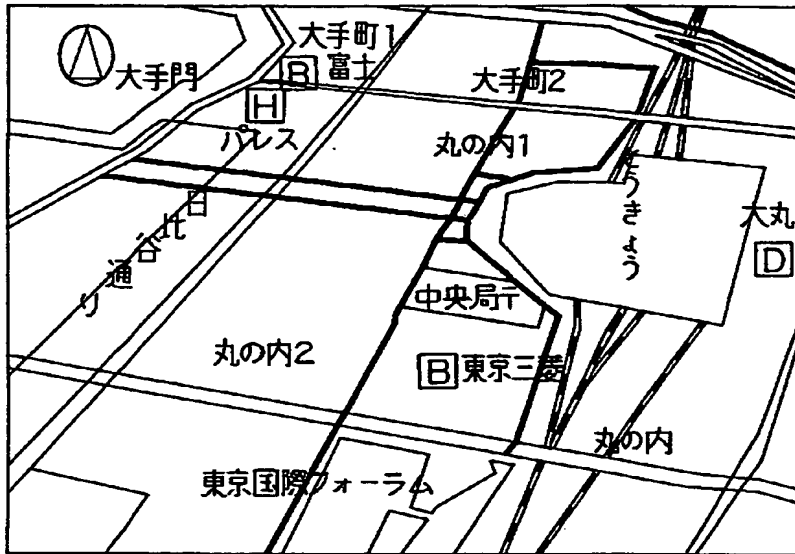 大手町1
大手門
B
富士
H
パレス
大手町2
丸の内1
とうきょう
日比谷通り
大丸
D
中央局〒
丸の内2
B 東京三菱
丸の内
東京国際フォーラム